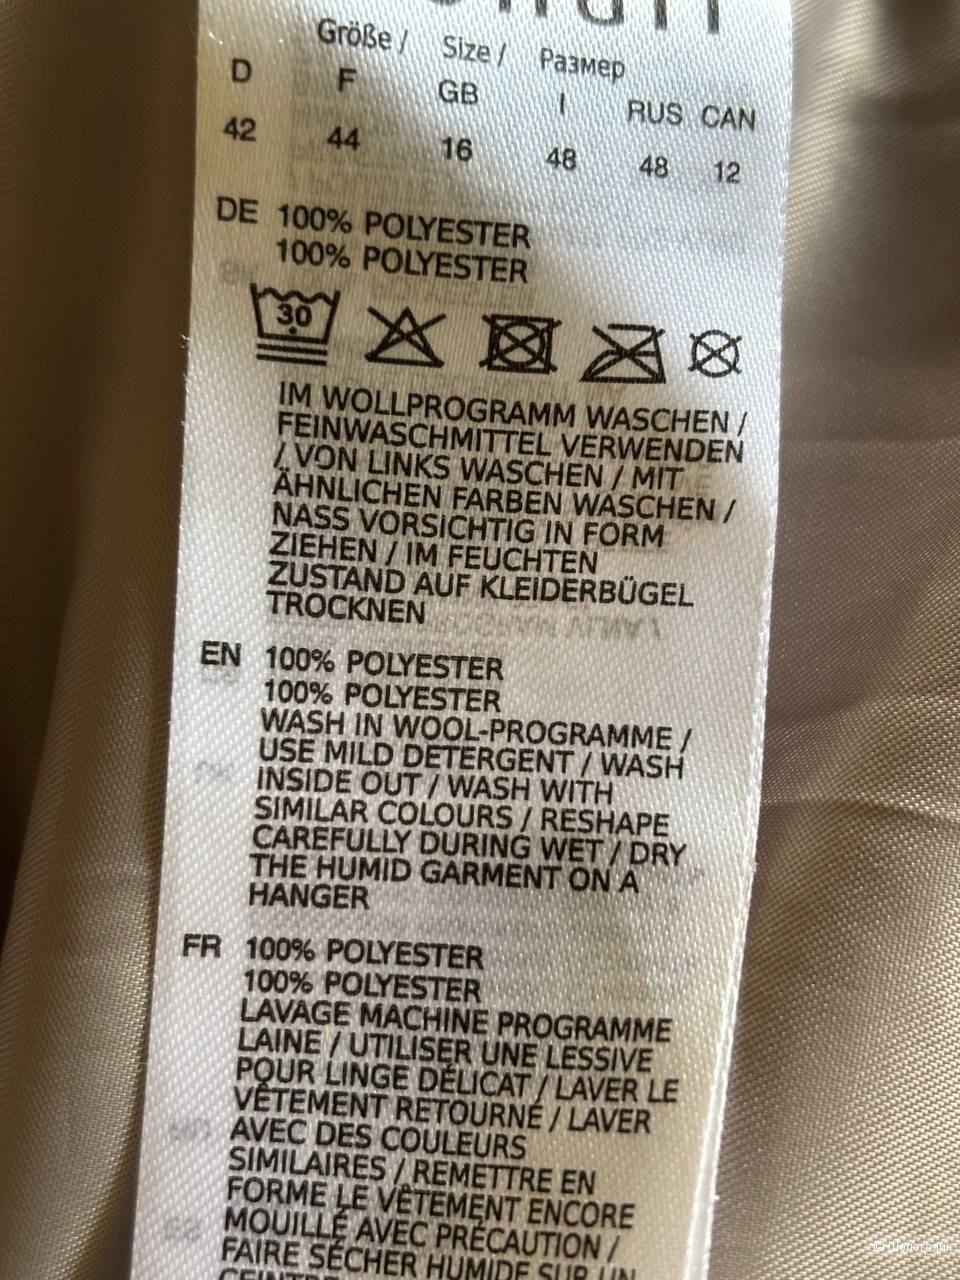 Größe / Size / Размер
D F GB I RUS CAN
42 44 16 48 48 12
DE 100% POLYESTER
100% POLYESTER
30
IM WOLLPROGRAMM WASCHEN /
FEINWASCHMITTEL VERWENDEN
/ VON LINKS WASCHEN / MIT
ÄHNLICHEN FARBEN WASCHEN /
NASS VORSICHTIG IN FORM
ZIEHEN / IM FEUCHTEN
ZUSTAND AUF KLEIDERBÜGEL
TROCKNEN
EN 100% POLYESTER
100% POLYESTER
WASH IN WOOL-PROGRAMME /
USE MILD DETERGENT / WASH
INSIDE OUT / WASH WITH
SIMILAR COLOURS / RESHAPE
CAREFULLY DURING WET / DRY
THE HUMID GARMENT ON A
HANGER
FR 100% POLYESTER
100% POLYESTER
LAVAGE MACHINE PROGRAMME
LAINE / UTILISER UNE LESSIVE
POUR LINGE DÉLICAT / LAVER LE
VÊTEMENT RETOURNÉ / LAVER
AVEC DES COULEURS
SIMILAIRES / REMETTRE EN
FORME LE VÊTEMENT ENCORE
MOUILLÉ AVEC PRÉCAUTION /
FAIRE SÉCHER HUMIDE SUR UN
© Шопоголик